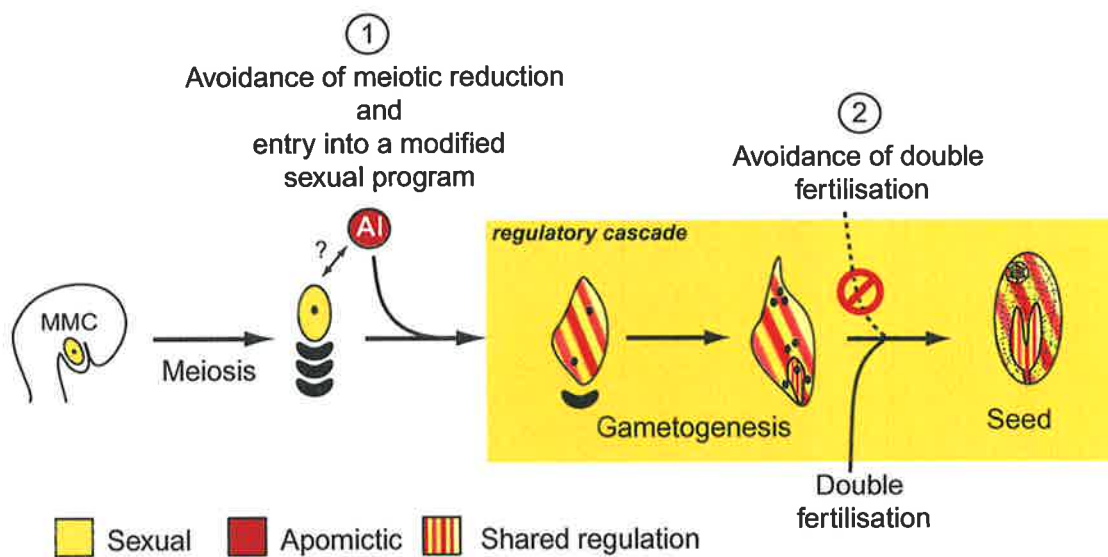 1
Avoidance of meiotic reduction
and
entry into a modified
sexual program
2
Avoidance of double
fertilisation
AI
?
regulatory cascade
MMC
Meiosis
Gametogenesis
Seed
Double
fertilisation
Sexual
Apomictic
Shared regulation